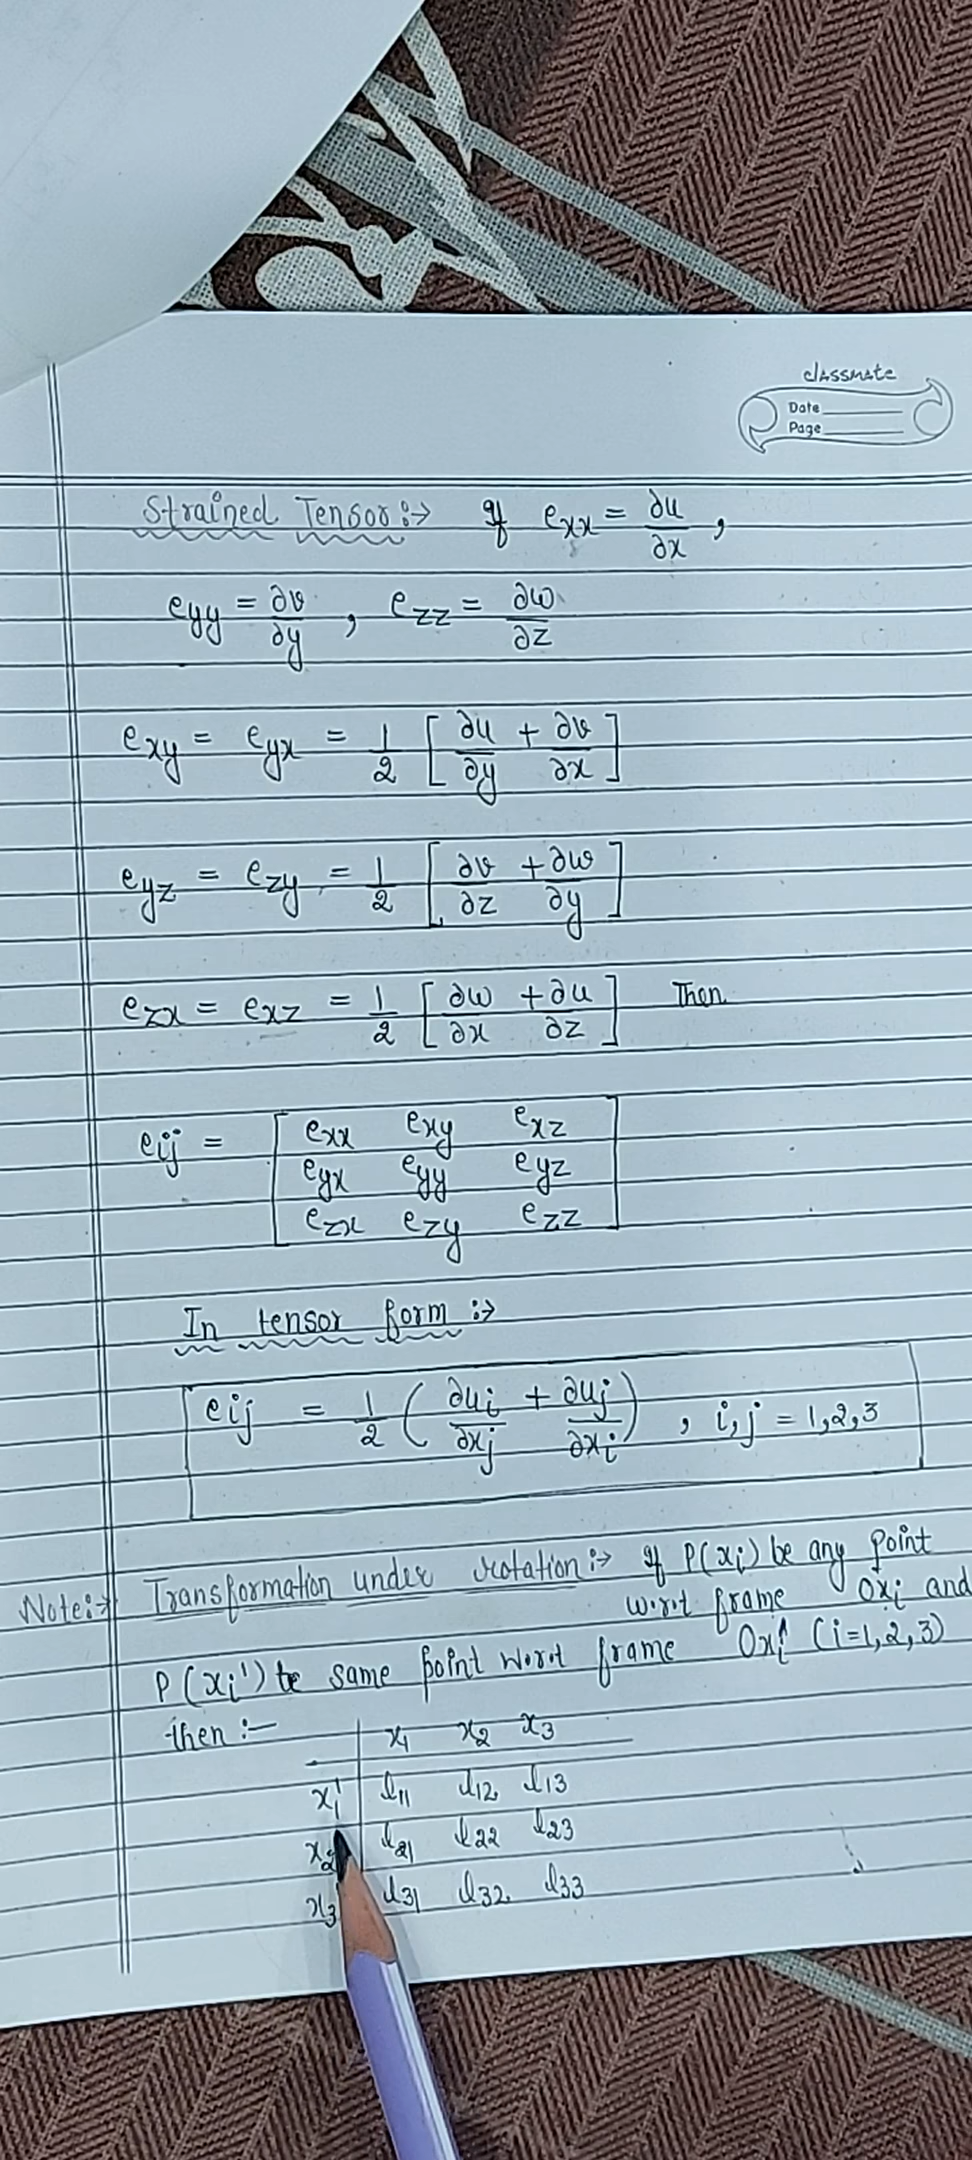 classmate
Date
Page
Strained Tensor :→ If exx = ∂u/∂x ,
eyy = ∂v/∂y , ezz = ∂w/∂z
exy = eyx = 1/2 [ ∂u/∂y + ∂v/∂x ]
eyz = ezy = 1/2 [ ∂v/∂z + ∂w/∂y ]
ezx = exz = 1/2 [ ∂w/∂x + ∂u/∂z ] Then
eij = [ exx exy exz
eyx eyy eyz
ezx ezy ezz ]
In tensor form :→
eij = 1/2 ( ∂ui/∂xj + ∂uj/∂xi ) , i,j = 1,2,3
Note:→ Transformation under rotation :→ If P(xi) be any point
w.r.t frame oxi and
P(xi') be same point w.r.t frame Oxi' (i=1,2,3)
then :-
x1 x2 x3
x1' l11 l12 l13
x2 l21 l22 l23
x3 l31 l32 l33